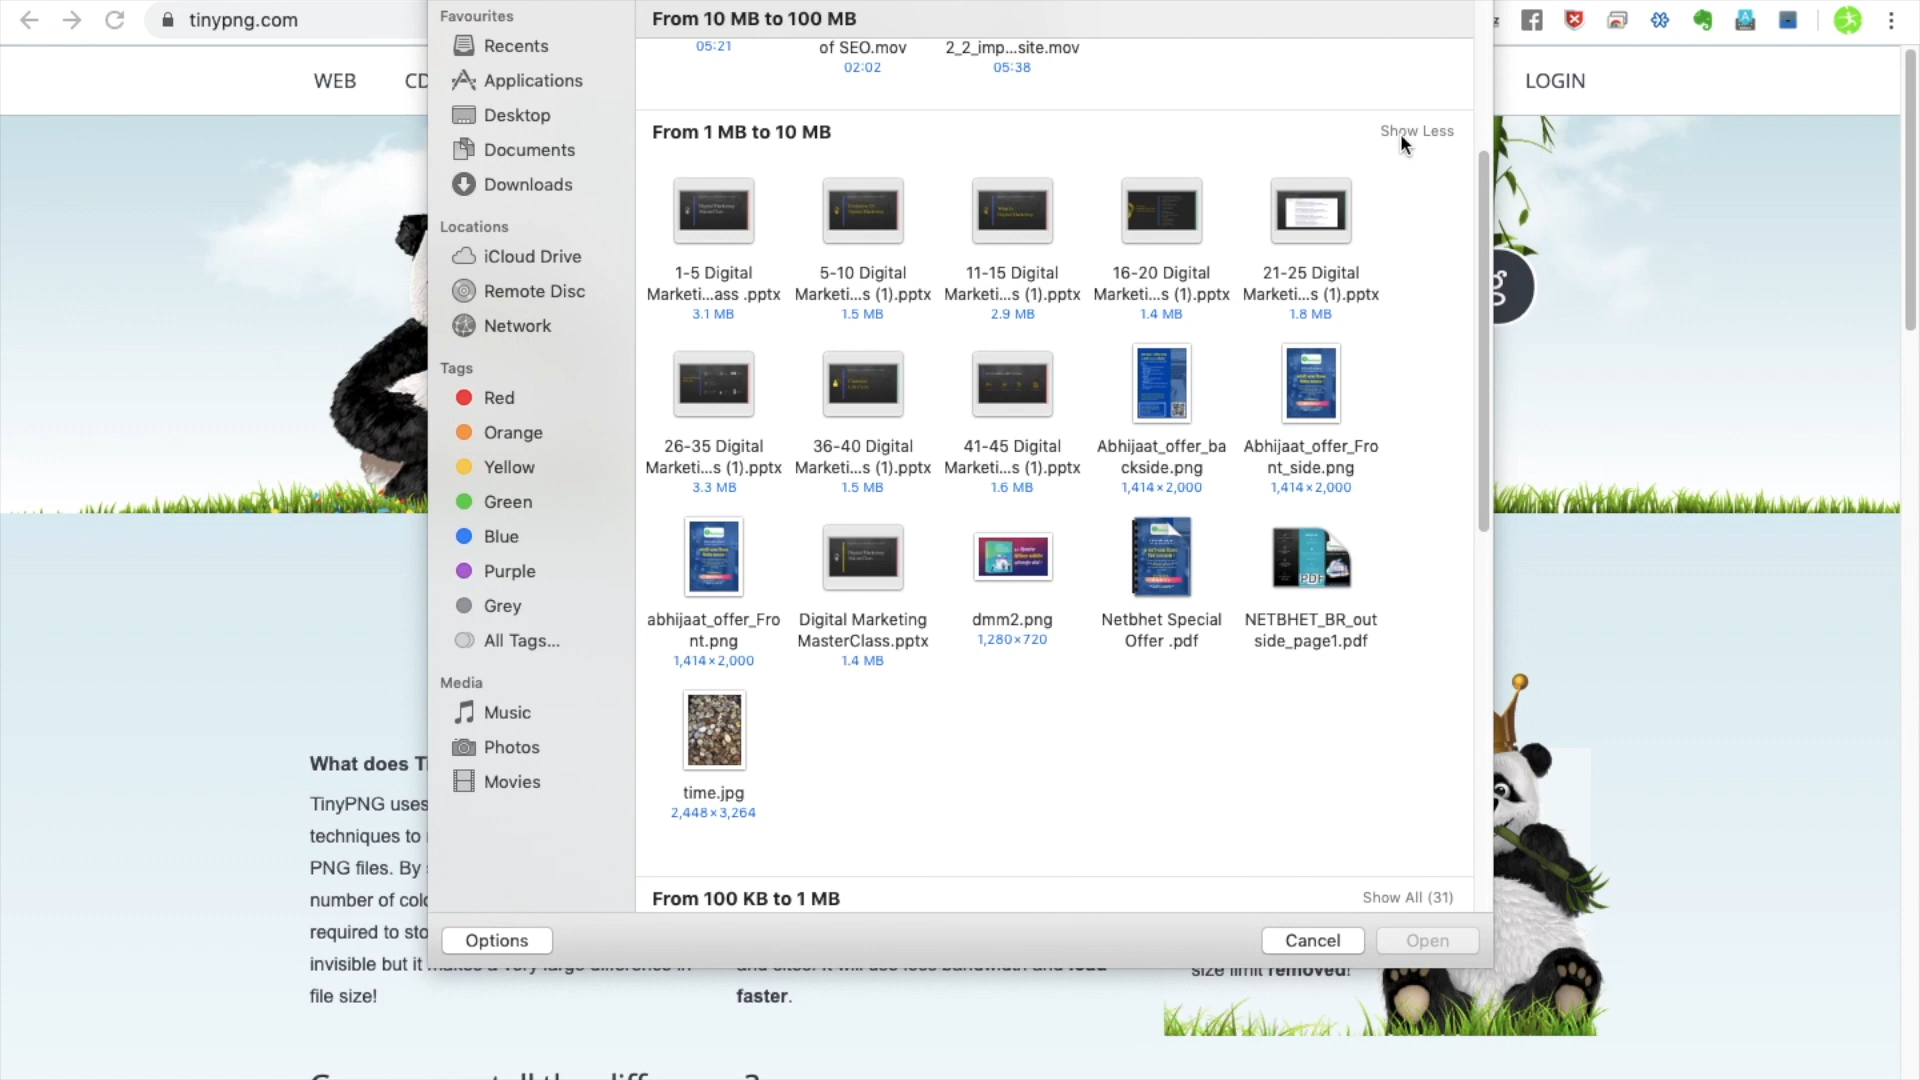 tinypng.com
WEB
LOGIN
Favourites
Recents
Applications
Desktop
Documents
Downloads
Locations
iCloud Drive
Remote Disc
Network
Tags
Red
Orange
Yellow
Green
Blue
Purple
Grey
All Tags...
Media
Music
Photos
Movies
From 10 MB to 100 MB
05:21
of SEO.mov
02:02
2_2_imp...site.mov
05:38
From 1 MB to 10 MB
Show Less
1-5 Digital
Marketi...ass .pptx
3.1 MB
5-10 Digital
Marketi...s (1).pptx
1.5 MB
11-15 Digital
Marketi...s (1).pptx
2.9 MB
16-20 Digital
Marketi...s (1).pptx
1.4 MB
21-25 Digital
Marketi...s (1).pptx
1.8 MB
26-35 Digital
Marketi...s (1).pptx
3.3 MB
36-40 Digital
Marketi...s (1).pptx
1.5 MB
41-45 Digital
Marketi...s (1).pptx
1.6 MB
Abhijaat_offer_ba
ckside.png
1,414×2,000
Abhijaat_offer_Fro
nt_side.png
1,414×2,000
abhijaat_offer_Fro
nt.png
1,414×2,000
Digital Marketing
MasterClass.pptx
1.4 MB
dmm2.png
1,280×720
Netbhet Special
Offer .pdf
NETBHET_BR_out
side_page1.pdf
PDF
time.jpg
2,448×3,264
From 100 KB to 1 MB
Show All (31)
Options
Cancel
Open
What does
TinyPNG uses
techniques to
PNG files. By
number of
required to
invisible but it makes a very large difference in
file size!
and sites. It will use less bandwidth and load
faster.
size limit removed!